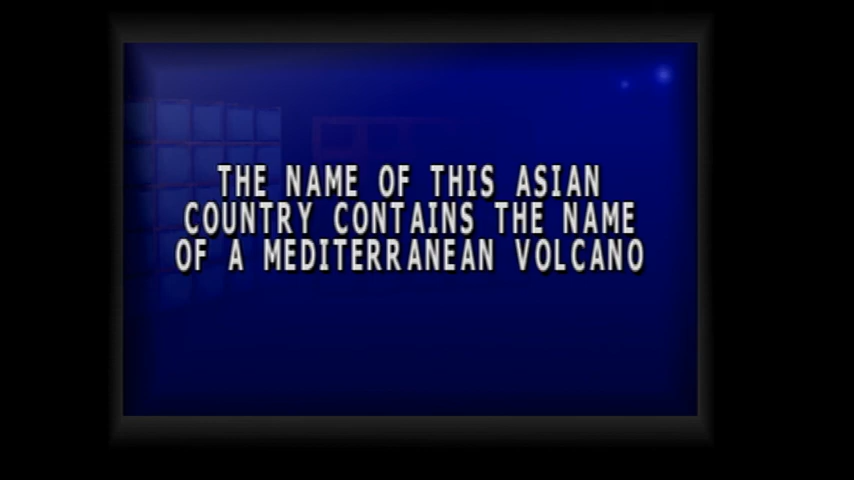 THE NAME OF THIS ASIAN
COUNTRY CONTAINS THE NAME
OF A MEDITERRANEAN VOLCANO